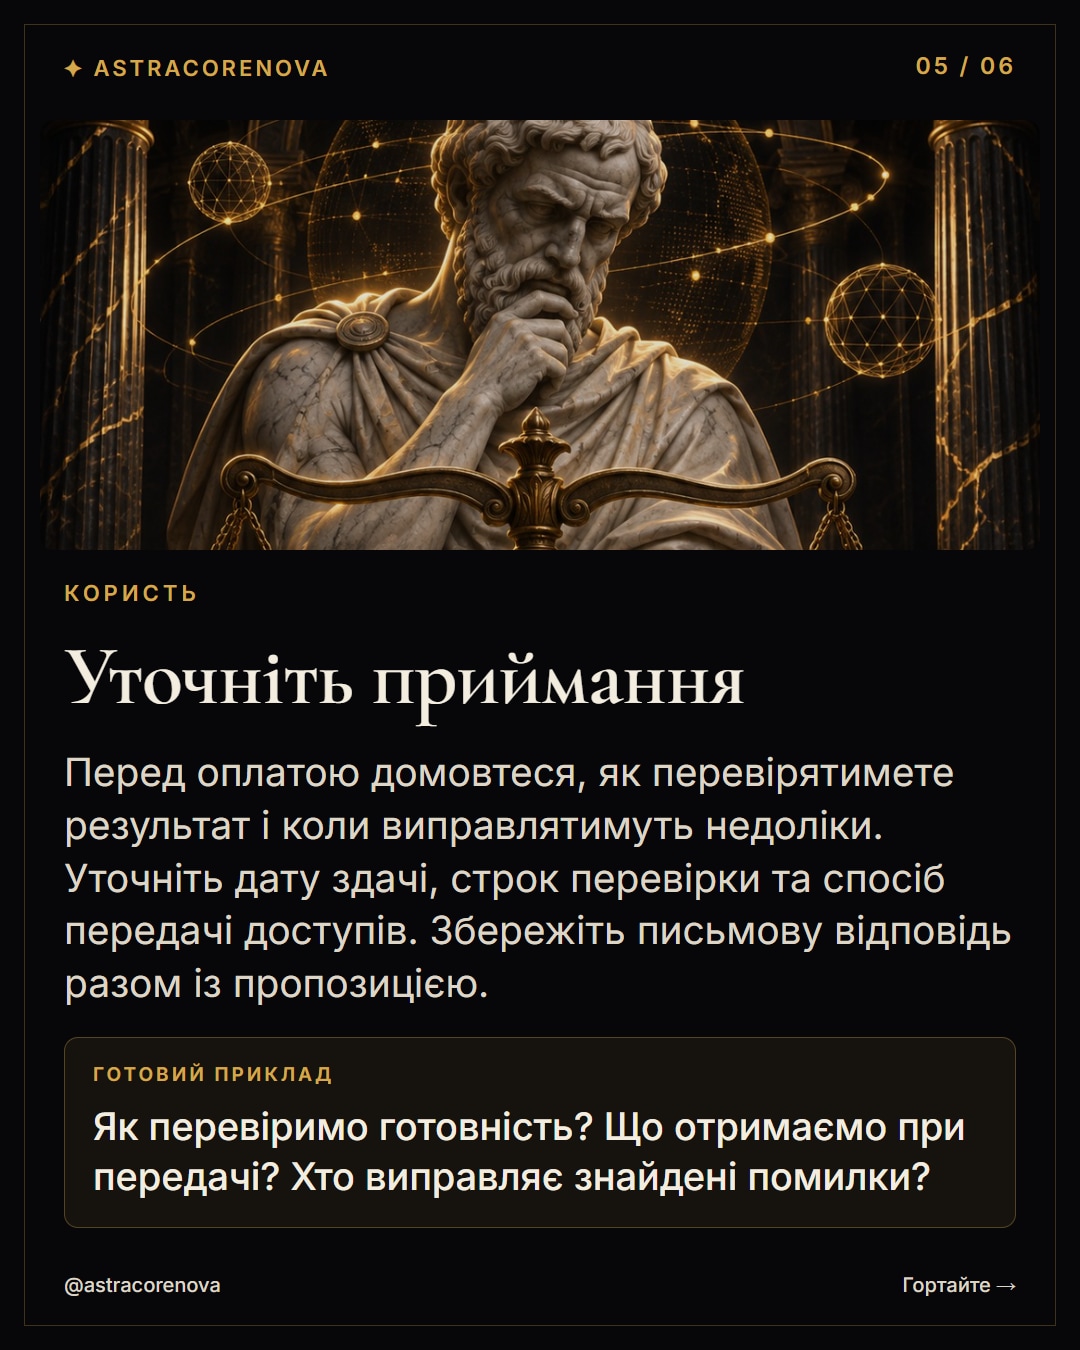 ✦ ASTRACORENOVA
05 / 06
КОРИСТЬ
Уточніть приймання
Перед оплатою домовтеся, як перевірятимете
результат і коли виправлятимуть недоліки.
Уточніть дату здачі, строк перевірки та спосіб
передачі доступів. Збережіть письмову відповідь
разом із пропозицією.
ГОТОВИЙ ПРИКЛАД
Як перевіримо готовність? Що отримаємо при
передачі? Хто виправляє знайдені помилки?
@astracorenova
Гортайте →